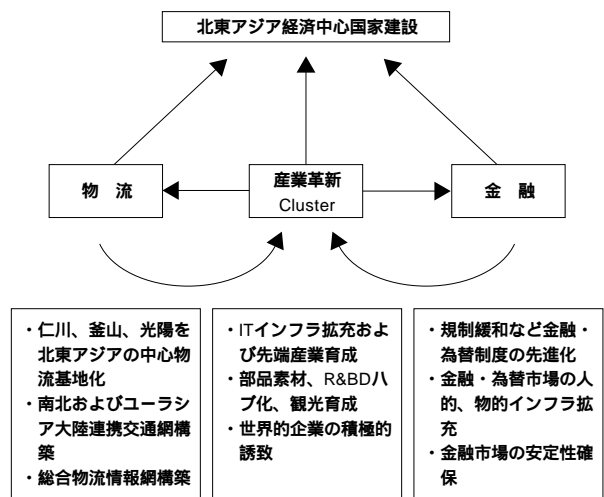 北東アジア経済中心国家建設
物 流
産業革新
Cluster
金 融
・仁川、釜山、光陽を
北東アジアの中心物
流基地化
・南北およびユーラシ
ア大陸連携交通網構
築
・総合物流情報網構築
・ITインフラ拡充およ
び先端産業育成
・部品素材、R&BDハ
ブ化、観光育成
・世界的企業の積極的
誘致
・規制緩和など金融・
為替制度の先進化
・金融・為替市場の人
的、物的インフラ拡
充
・金融市場の安定性確
保